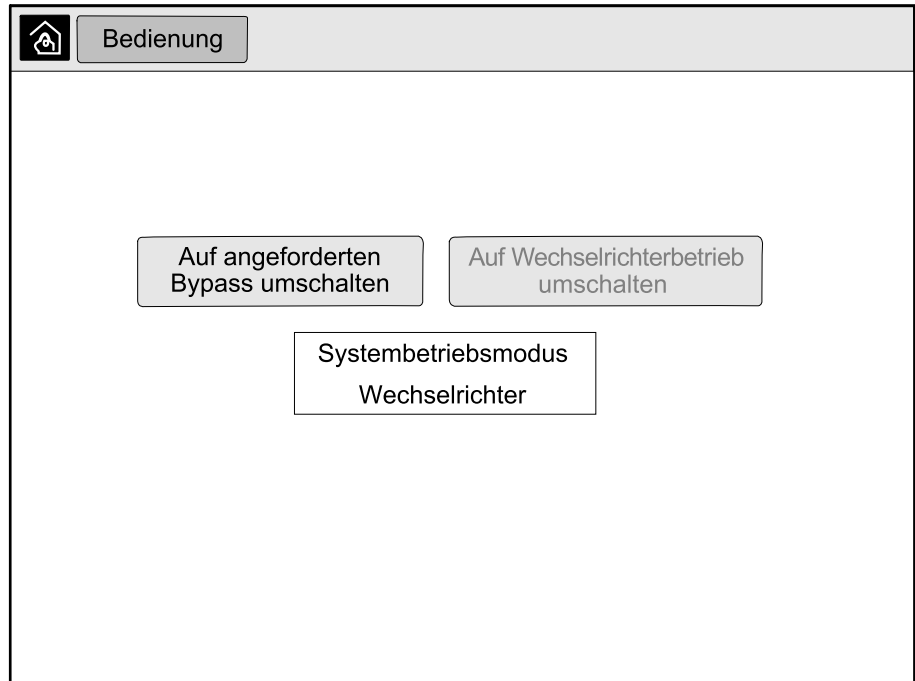 Bedienung
Auf angeforderten
Bypass umschalten
Auf Wechselrichterbetrieb
umschalten
Systembetriebsmodus
Wechselrichter